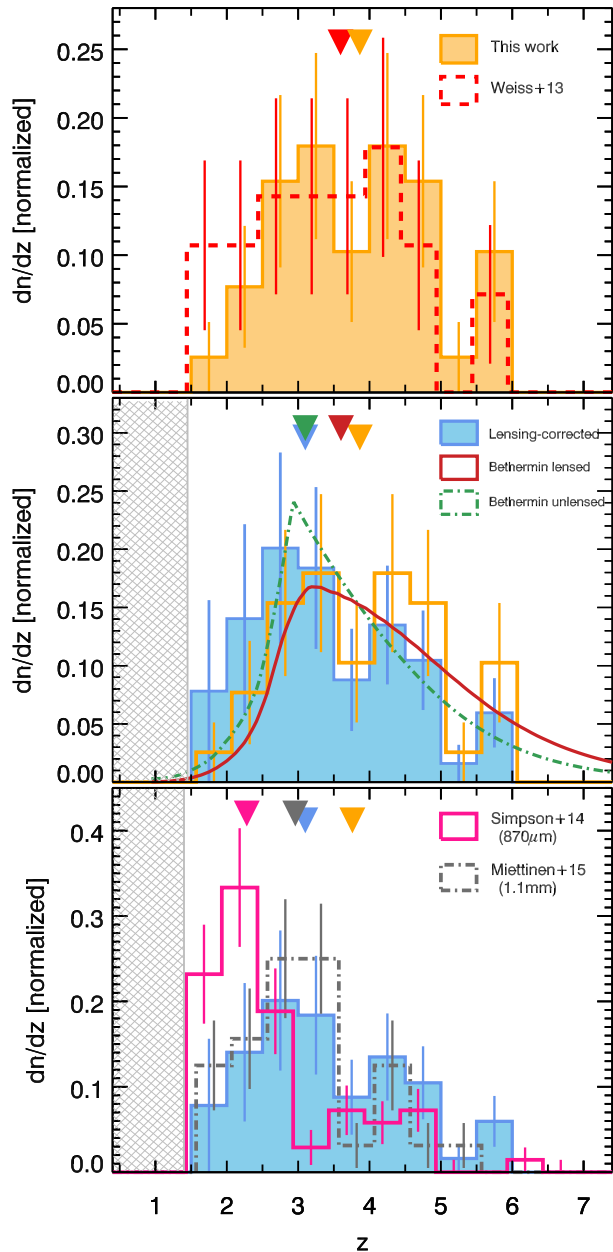 This work
Weiss+13
dn/dz [normalized]
0.25
0.20
0.15
0.10
0.05
0.00
Lensing-corrected
Bethermin lensed
Bethermin unlensed
dn/dz [normalized]
0.30
0.25
0.20
0.15
0.10
0.05
0.00
Simpson+14
(870μm)
Miettinen+15
(1.1mm)
dn/dz [normalized]
0.4
0.3
0.2
0.1
0.0
1 2 3 4 5 6 7
z